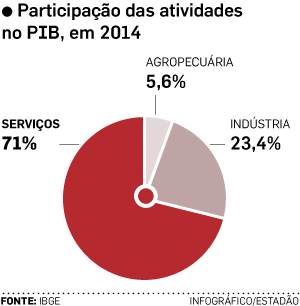 ● Participação das atividades
no PIB, em 2014
AGROPECUÁRIA
5,6%
SERVIÇOS
71%
INDÚSTRIA
23,4%
FONTE: IBGE
INFOGRÁFICO/ESTADÃO